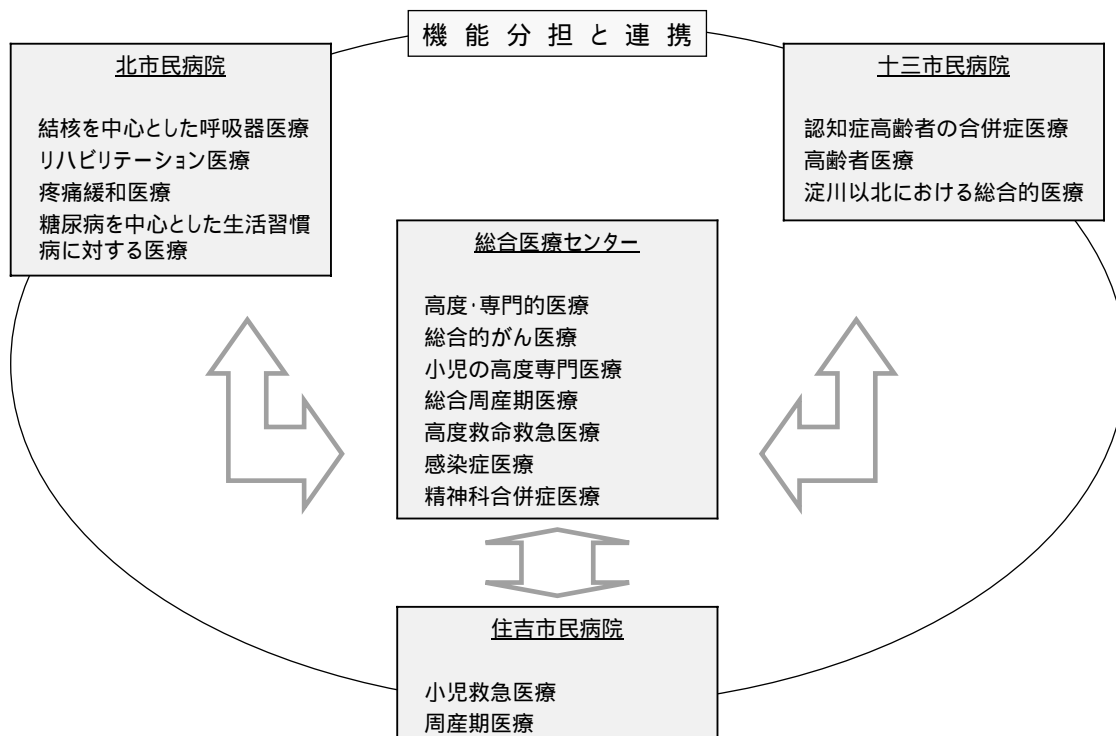 機能分担と連携
北市民病院
結核を中心とした呼吸器医療
リハビリテーション医療
疼痛緩和医療
糖尿病を中心とした生活習慣
病に対する医療
十三市民病院
認知症高齢者の合併症医療
高齢者医療
淀川以北における総合的医療
総合医療センター
高度・専門的医療
総合的がん医療
小児の高度専門医療
総合周産期医療
高度救命救急医療
感染症医療
精神科合併症医療
住吉市民病院
小児救急医療
周産期医療